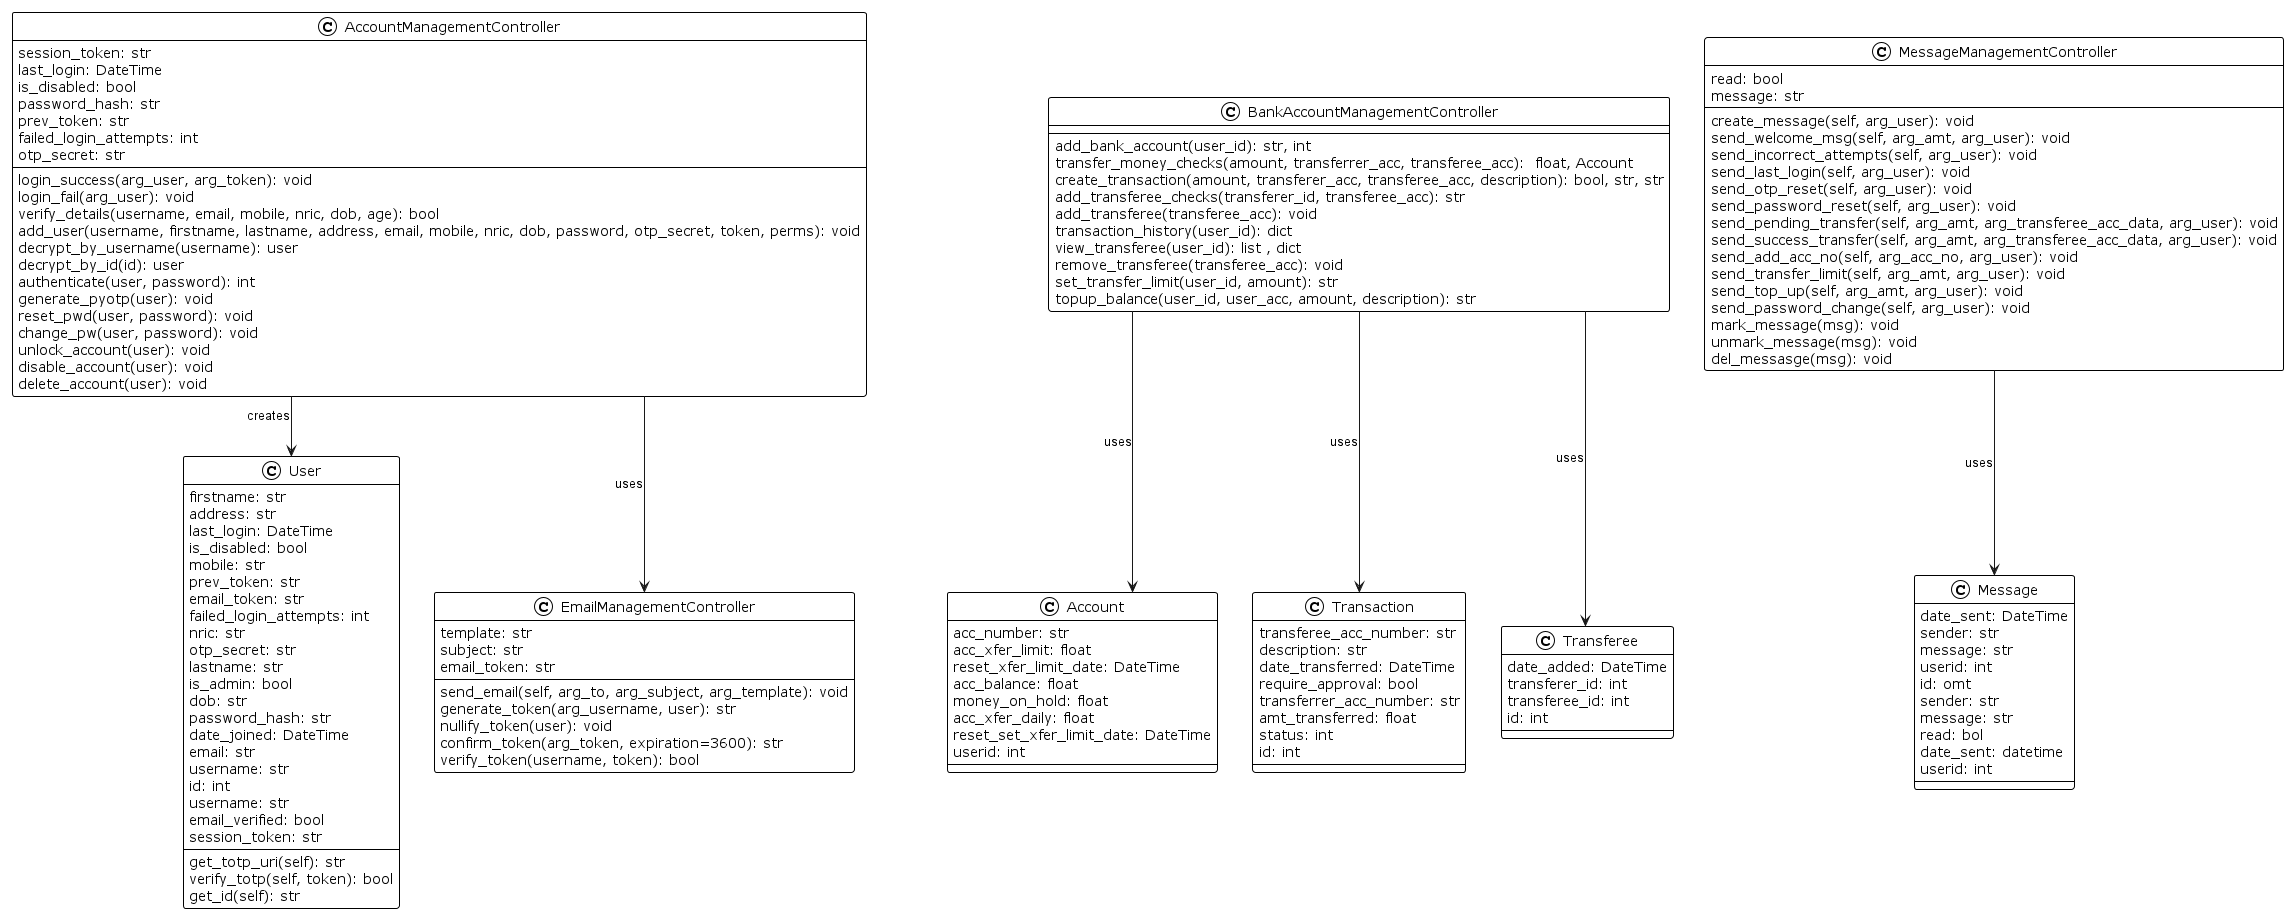 C AccountManagementController
session_token: str
last_login: DateTime
is_disabled: bool
password_hash: str
prev_token: str
failed_login_attempts: int
otp_secret: str
login_success(arg_user, arg_token): void
login_fail(arg_user): void
verify_details(username, email, mobile, nric, dob, age): bool
add_user(username, firstname, lastname, address, email, mobile, nric, dob, password, otp_secret, token, perms): void
decrypt_by_username(username): user
decrypt_by_id(id): user
authenticate(user, password): int
generate_pyotp(user): void
reset_pwd(user, password): void
change_pw(user, password): void
unlock_account(user): void
disable_account(user): void
delete_account(user): void
C BankAccountManagementController
add_bank_account(user_id): str, int
transfer_money_checks(amount, transferrer_acc, transferee_acc):  float, Account
create_transaction(amount, transferer_acc, transferee_acc, description): bool, str, str
add_transferee_checks(transferer_id, transferee_acc): str
add_transferee(transferee_acc): void
transaction_history(user_id): dict
view_transferee(user_id): list , dict
remove_transferee(transferee_acc): void
set_transfer_limit(user_id, amount): str
topup_balance(user_id, user_acc, amount, description): str
C MessageManagementController
read: bool
message: str
create_message(self, arg_user): void
send_welcome_msg(self, arg_amt, arg_user): void
send_incorrect_attempts(self, arg_user): void
send_last_login(self, arg_user): void
send_otp_reset(self, arg_user): void
send_password_reset(self, arg_user): void
send_pending_transfer(self, arg_amt, arg_transferee_acc_data, arg_user): void
send_success_transfer(self, arg_amt, arg_transferee_acc_data, arg_user): void
send_add_acc_no(self, arg_acc_no, arg_user): void
send_transfer_limit(self, arg_amt, arg_user): void
send_top_up(self, arg_amt, arg_user): void
send_password_change(self, arg_user): void
mark_message(msg): void
unmark_message(msg): void
del_messasge(msg): void
creates
uses
uses
uses
uses
uses
C User
firstname: str
address: str
last_login: DateTime
is_disabled: bool
mobile: str
prev_token: str
email_token: str
failed_login_attempts: int
nric: str
otp_secret: str
lastname: str
is_admin: bool
dob: str
password_hash: str
date_joined: DateTime
email: str
username: str
id: int
username: str
email_verified: bool
session_token: str
get_totp_uri(self): str
verify_totp(self, token): bool
get_id(self): str
C EmailManagementController
template: str
subject: str
email_token: str
send_email(self, arg_to, arg_subject, arg_template): void
generate_token(arg_username, user): str
nullify_token(user): void
confirm_token(arg_token, expiration=3600): str
verify_token(username, token): bool
C Account
acc_number: str
acc_xfer_limit: float
reset_xfer_limit_date: DateTime
acc_balance: float
money_on_hold: float
acc_xfer_daily: float
reset_set_xfer_limit_date: DateTime
userid: int
C Transaction
transferee_acc_number: str
description: str
date_transferred: DateTime
require_approval: bool
transferrer_acc_number: str
amt_transferred: float
status: int
id: int
C Transferee
date_added: DateTime
transferer_id: int
transferee_id: int
id: int
C Message
date_sent: DateTime
sender: str
message: str
userid: int
id: omt
sender: str
message: str
read: bol
date_sent: datetime
userid: int